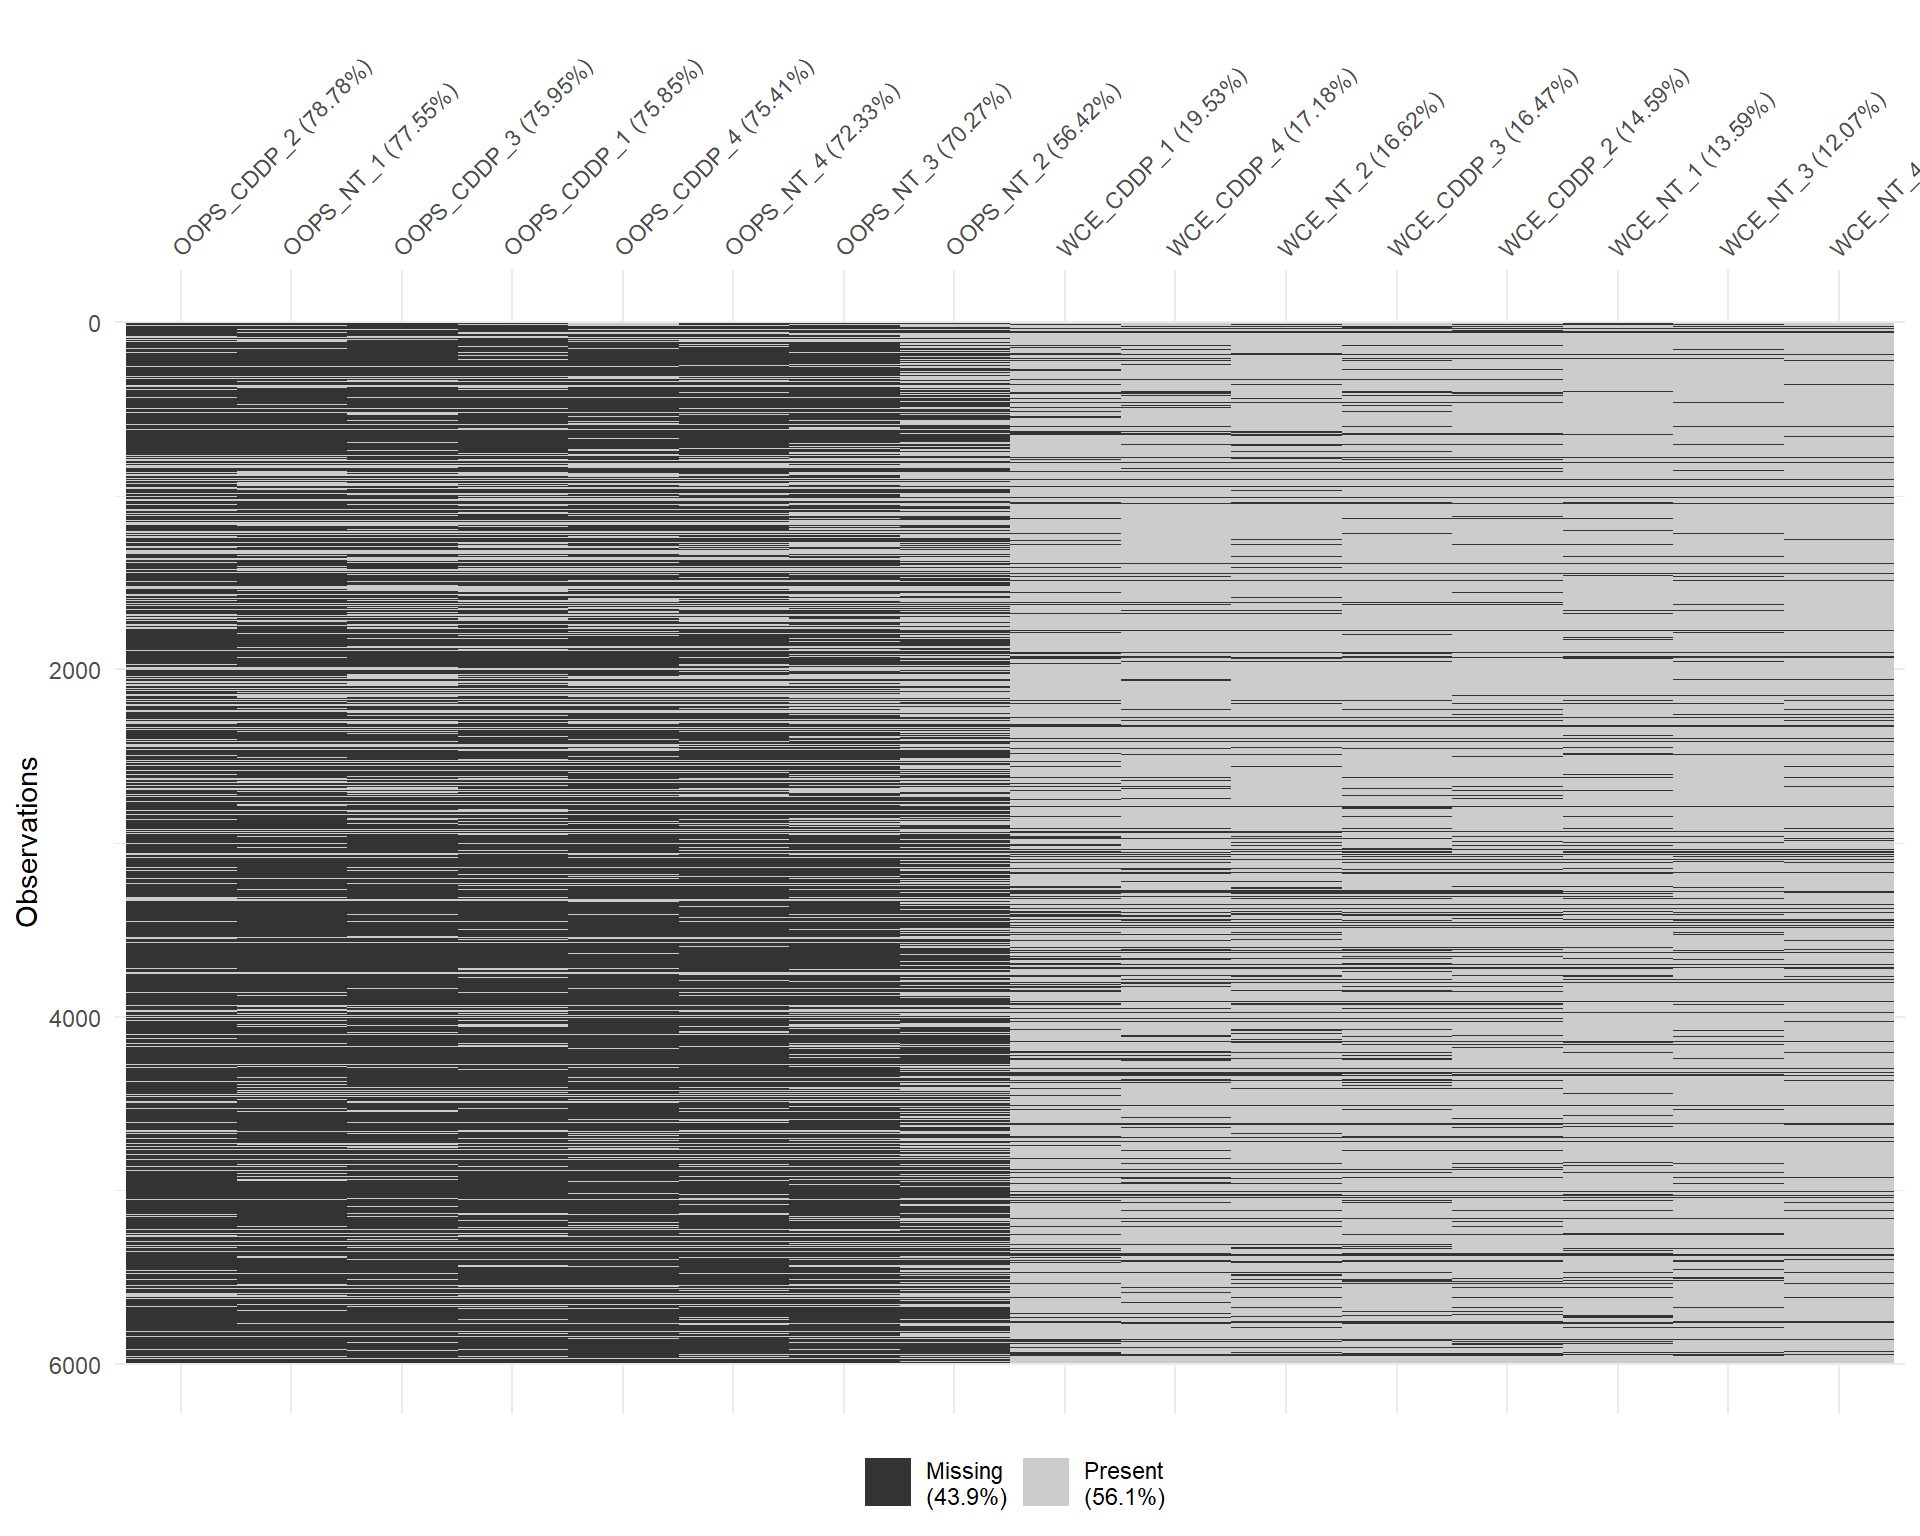 OOPS_CDDP_2 (78.78%)
OOPS_NT_1 (77.55%)
OOPS_CDDP_3 (75.95%)
OOPS_CDDP_1 (75.85%)
OOPS_CDDP_4 (75.41%)
OOPS_NT_4 (72.33%)
OOPS_NT_3 (70.27%)
OOPS_NT_2 (56.42%)
WCE_CDDP_1 (19.53%)
WCE_CDDP_4 (17.18%)
WCE_NT_2 (16.62%)
WCE_CDDP_3 (16.47%)
WCE_CDDP_2 (14.59%)
WCE_NT_1 (13.59%)
WCE_NT_3 (12.07%)
WCE_NT_4
0
2000
4000
6000
Observations
Missing
(43.9%)
Present
(56.1%)